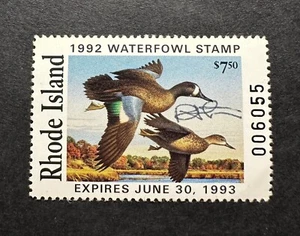 1992 WATERFOWL STAMP
$7.50
Rhode Island
006055
EXPIRES JUNE 30, 1993